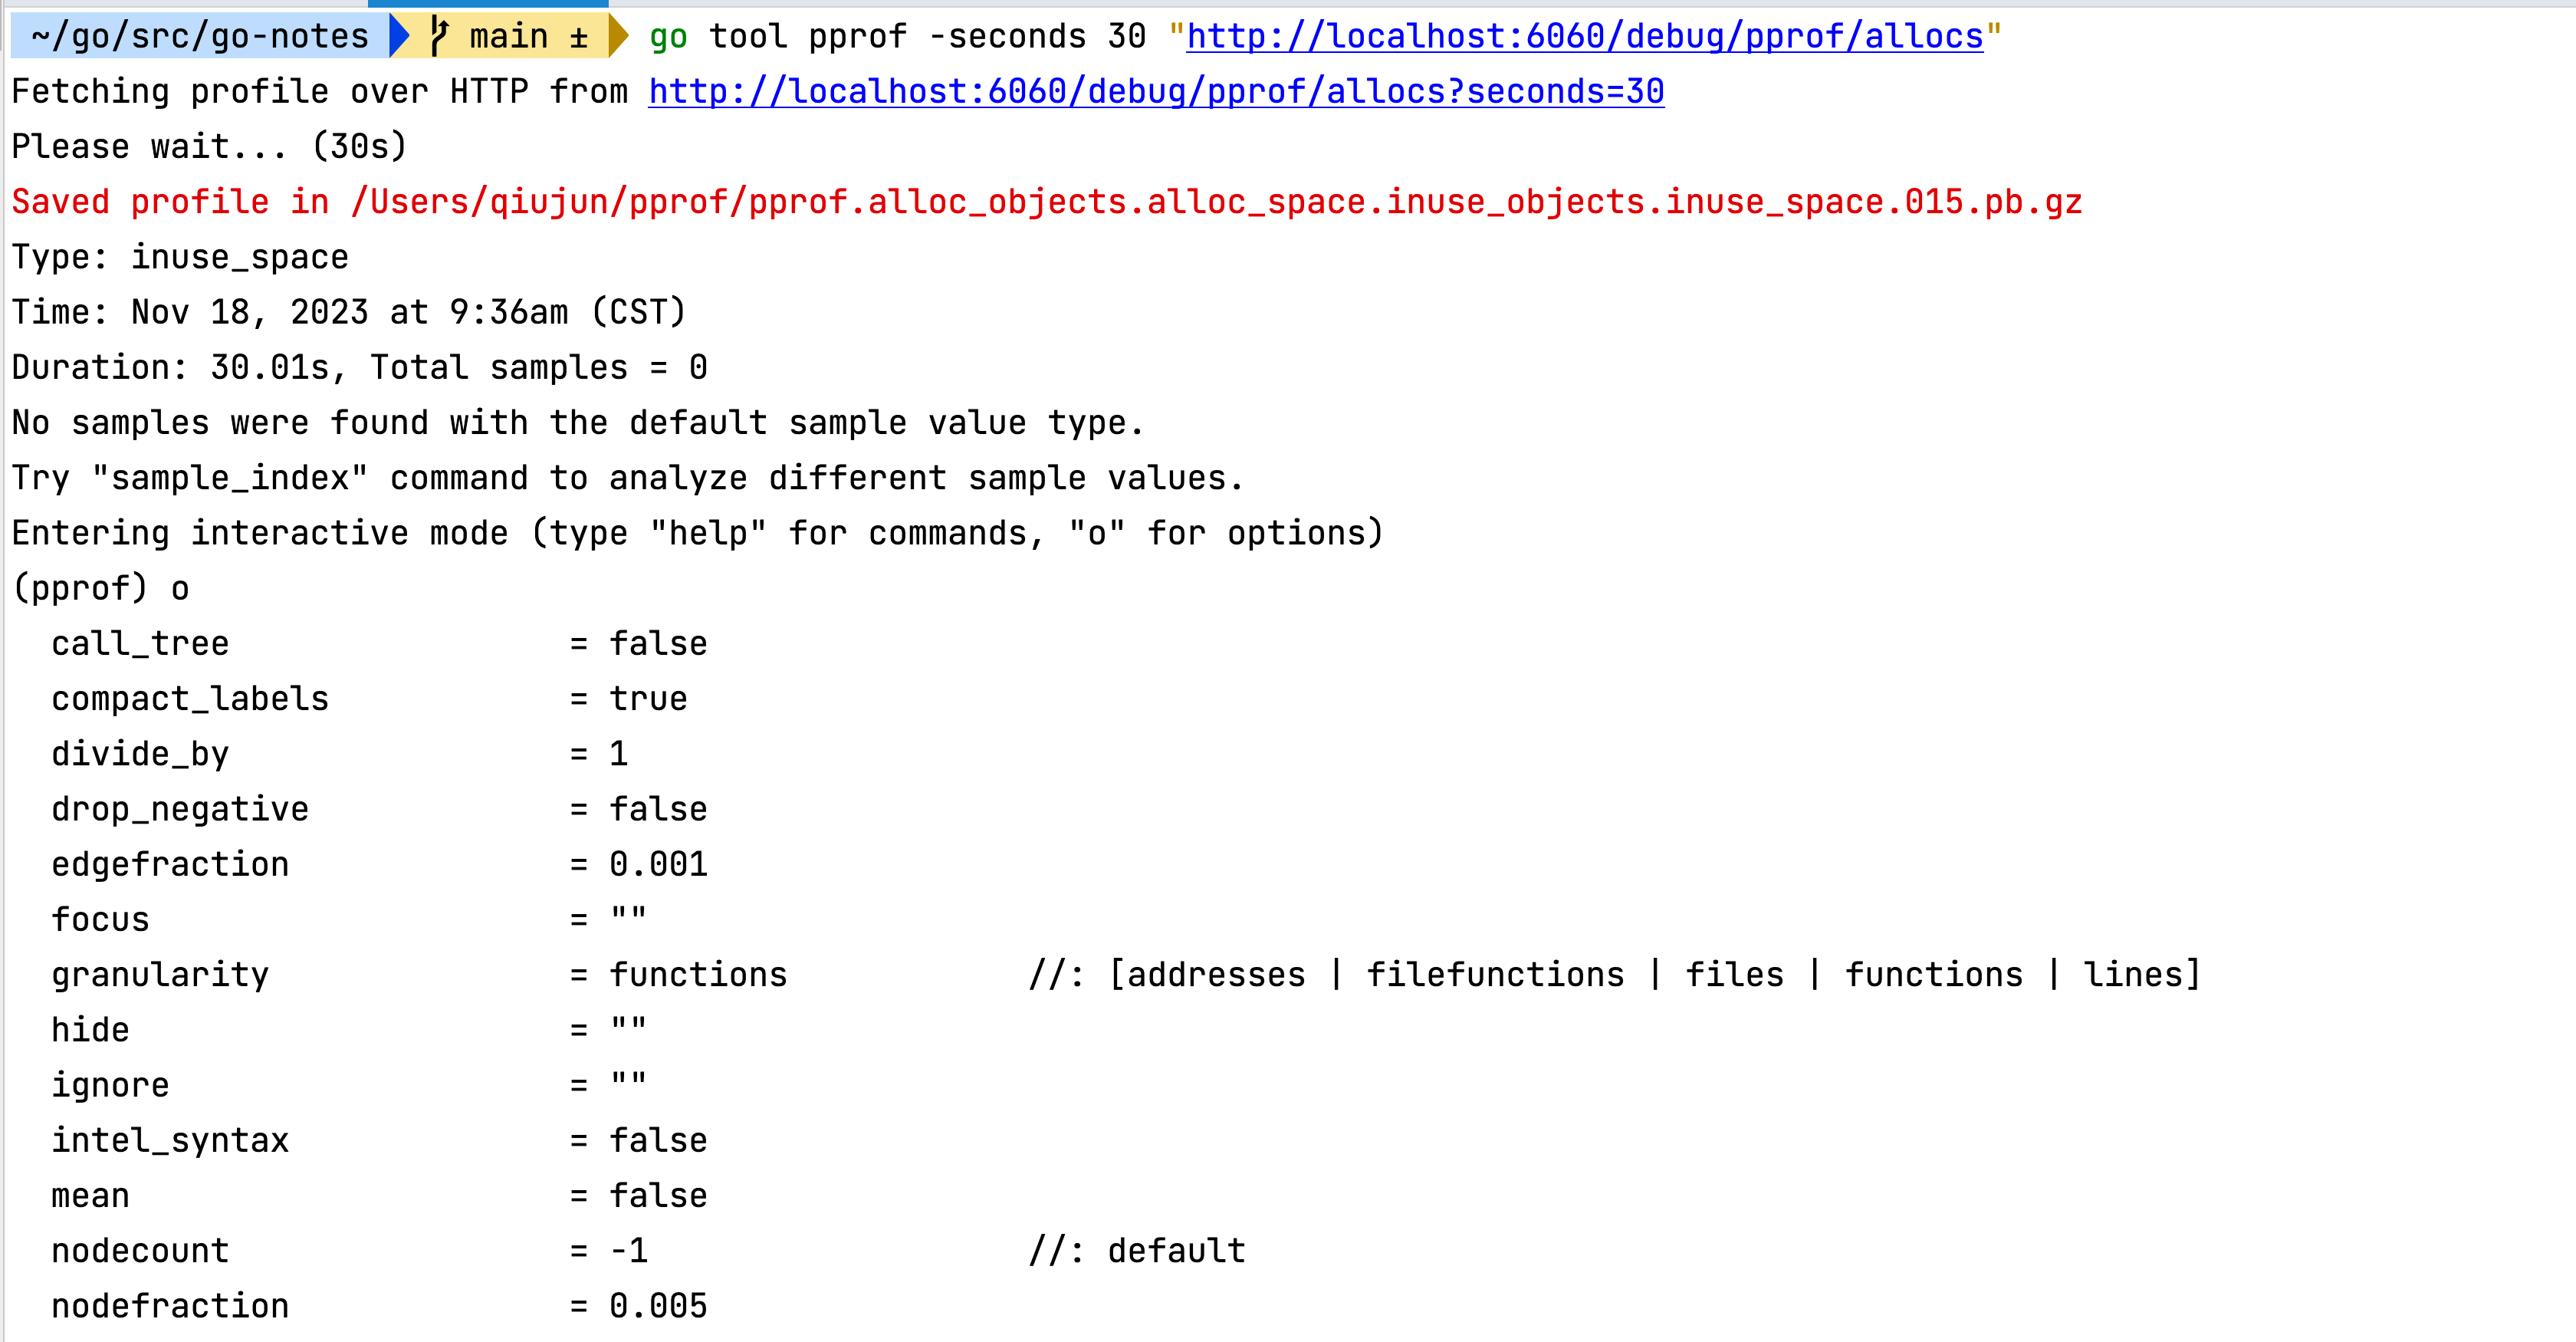 ~/go/src/go-notes main ± go tool pprof -seconds 30 "http://localhost:6060/debug/pprof/allocs"
Fetching profile over HTTP from http://localhost:6060/debug/pprof/allocs?seconds=30
Please wait... (30s)
Saved profile in /Users/qiujun/pprof/pprof.alloc_objects.alloc_space.inuse_objects.inuse_space.015.pb.gz
Type: inuse_space
Time: Nov 18, 2023 at 9:36am (CST)
Duration: 30.01s, Total samples = 0
No samples were found with the default sample value type.
Try "sample_index" command to analyze different sample values.
Entering interactive mode (type "help" for commands, "o" for options)
(pprof) o
call_tree = false
compact_labels = true
divide_by = 1
drop_negative = false
edgefraction = 0.001
focus = ""
granularity = functions //: [addresses | filefunctions | files | functions | lines]
hide = ""
ignore = ""
intel_syntax = false
mean = false
nodecount = -1 //: default
nodefraction = 0.005